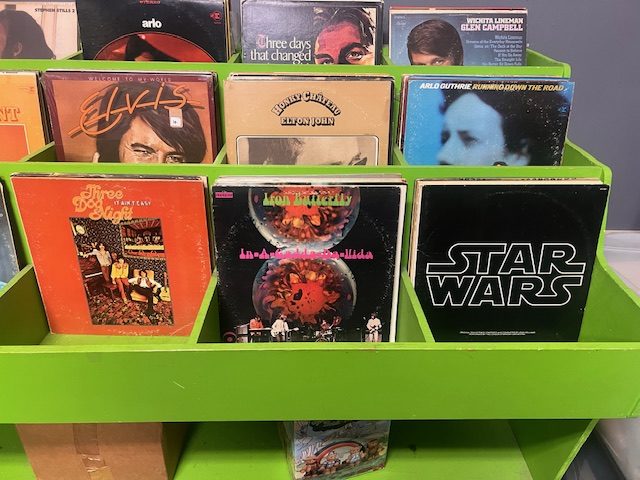 STEPHEN STILLS 2
STEREO
arlo
Three days
that changed
WICHITA LINEMAN
GLEN CAMPBELL
WELCOME TO MY WORLD
ELVIS
HONKY CHÂTEAU
ELTON JOHN
ARLO GUTHRIE RUNNING DOWN THE ROAD
Three
Dog
Night
IT AIN'T EASY
Iron Butterfly
In-A-Gadda-Da-Vida
STAR
WARS